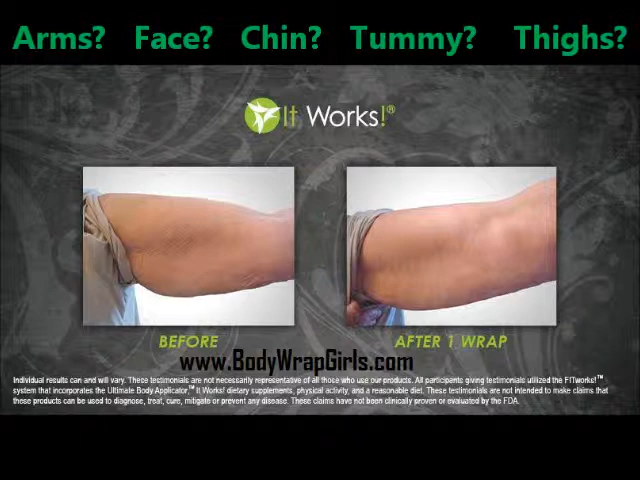 Arms? Face? Chin? Tummy? Thighs?
It Works!®
BEFORE AFTER 1 WRAP
www.BodyWrapGirls.com
Individual results can and will vary. These testimonials are not necessarily representative of all those who use our products. All participants giving testimonials utilized the FITworks!™
system that incorporates the Ultimate Body Applicator,™ It Works! dietary supplements, physical activity, and a reasonable diet. These testimonials are not intended to make claims that
these products can be used to diagnose, treat, cure, mitigate or prevent any disease. These claims have not been clinically proven or evaluated by the FDA.